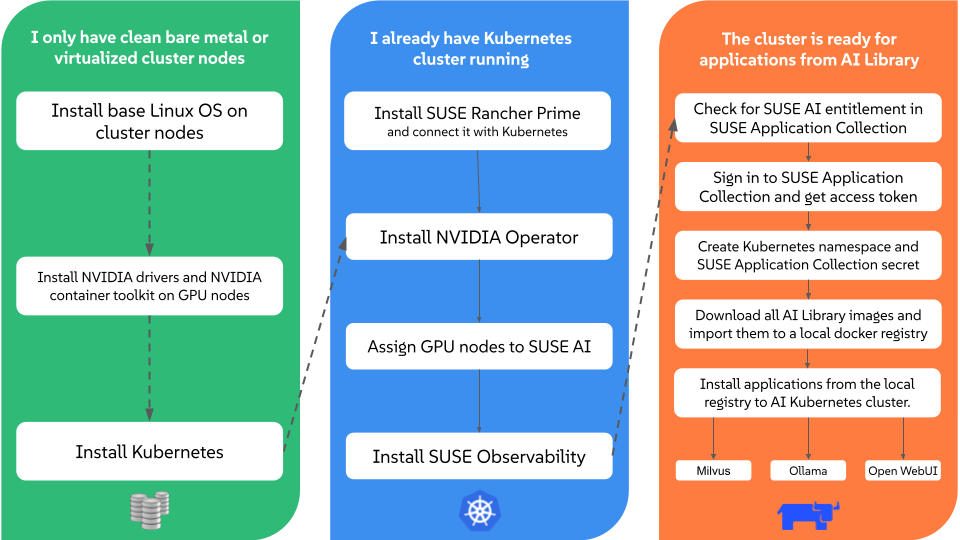 I only have clean bare metal or
virtualized cluster nodes
Install base Linux OS on
cluster nodes
Install NVIDIA drivers and NVIDIA
container toolkit on GPU nodes
Install Kubernetes
I already have Kubernetes
cluster running
Install SUSE Rancher Prime
and connect it with Kubernetes
Install NVIDIA Operator
Assign GPU nodes to SUSE AI
Install SUSE Observability
The cluster is ready for
applications from AI Library
Check for SUSE AI entitlement in
SUSE Application Collection
Sign in to SUSE Application
Collection and get access token
Create Kubernetes namespace and
SUSE Application Collection secret
Download all AI Library images and
import them to a local docker registry
Install applications from the local
registry to AI Kubernetes cluster.
Milvus
Ollama
Open WebUI